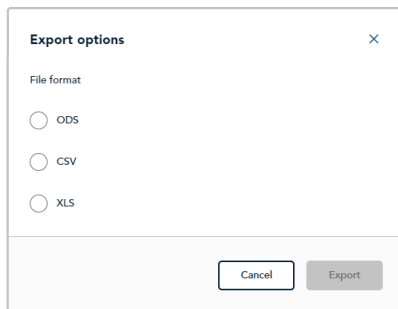 Export options
File format
ODS
CSV
XLS
Cancel
Export